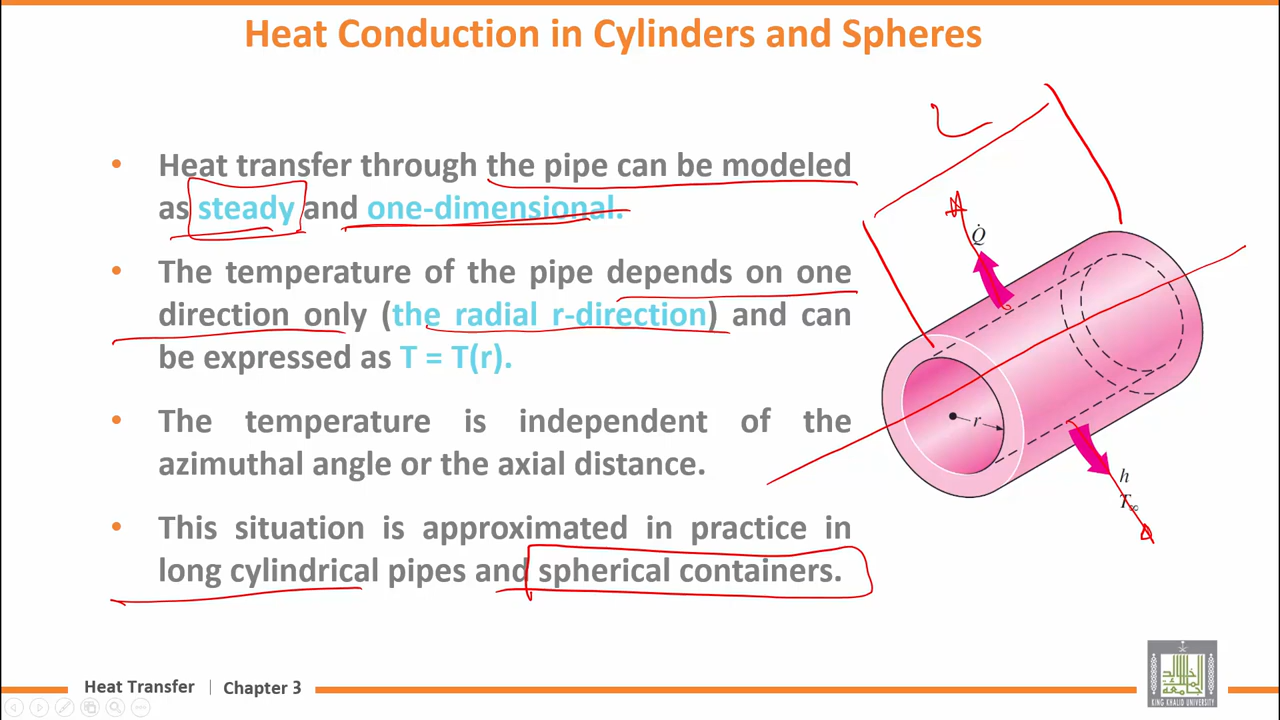 Heat Conduction in Cylinders and Spheres
• Heat transfer through the pipe can be modeled
as steady and one-dimensional.
• The temperature of the pipe depends on one
direction only (the radial r-direction) and can
be expressed as T = T(r).
• The temperature is independent of the
azimuthal angle or the axial distance.
• This situation is approximated in practice in
long cylindrical pipes and spherical containers.
L
Q̇
r
h
T∞
Heat Transfer | Chapter 3
جامعة الملك خالد
KING KHALID UNIVERSITY